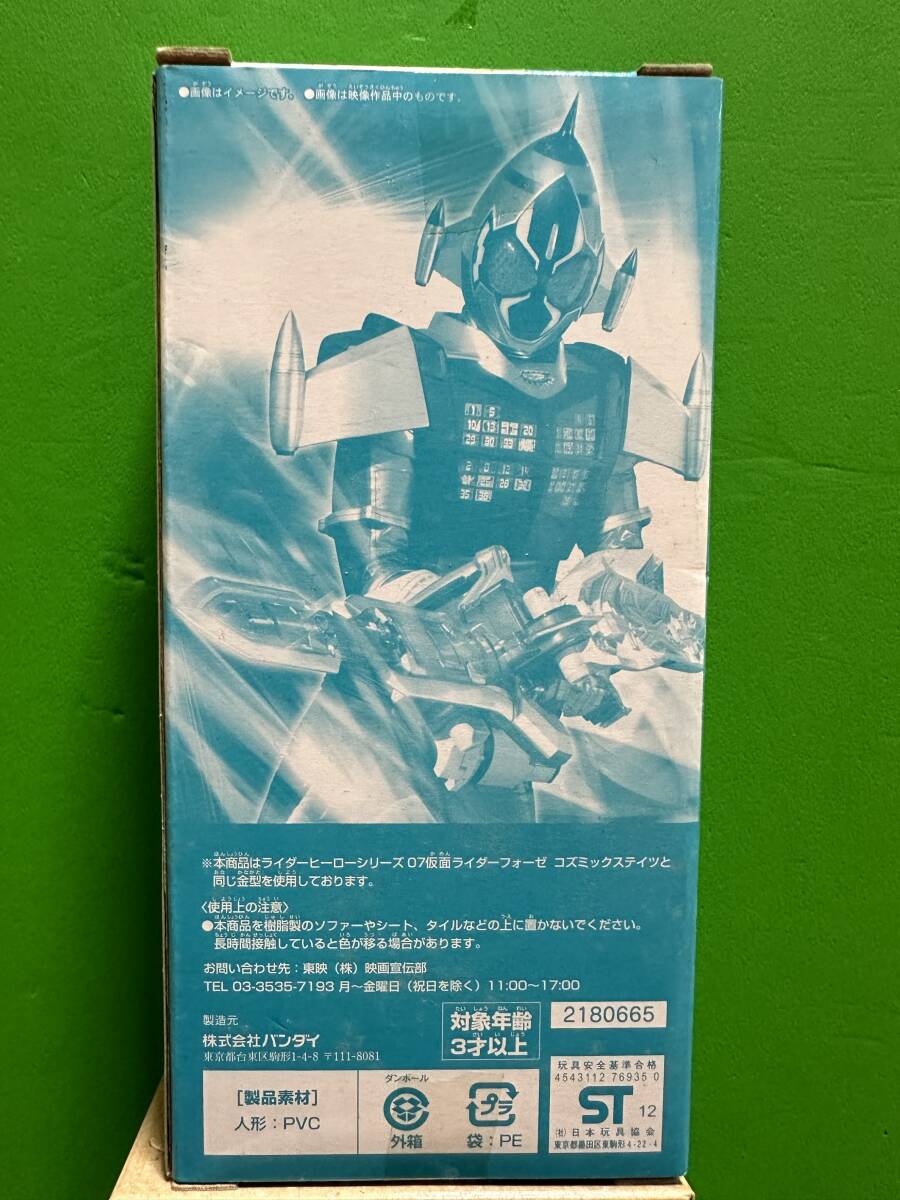 ●画像はイメージです。 ●画像は映像作品中のものです。
※本商品はライダーヒーローシリーズ 07仮面ライダーフォーゼ コズミックステイツと
同じ金型を使用しております。
〈使用上の注意〉
●本商品を樹脂製のソファーやシート、タイルなどの上に置かないでください。
長時間接触していると色が移る場合があります。
お問い合わせ先：東映（株）映画宣伝部
TEL 03-3535-7193 月～金曜日（祝日を除く）11:00～17:00
製造元
株式会社バンダイ
東京都台東区駒形1-4-8 〒111-8081
対象年齢
3才以上
2180665
[製品素材]
人形：PVC
ダンボール
外箱
プラ
袋：PE
玩具安全基準合格
4543112 76935 0
ST 12
(社)日本玩具協会
東京都墨田区東駒形4-22-4